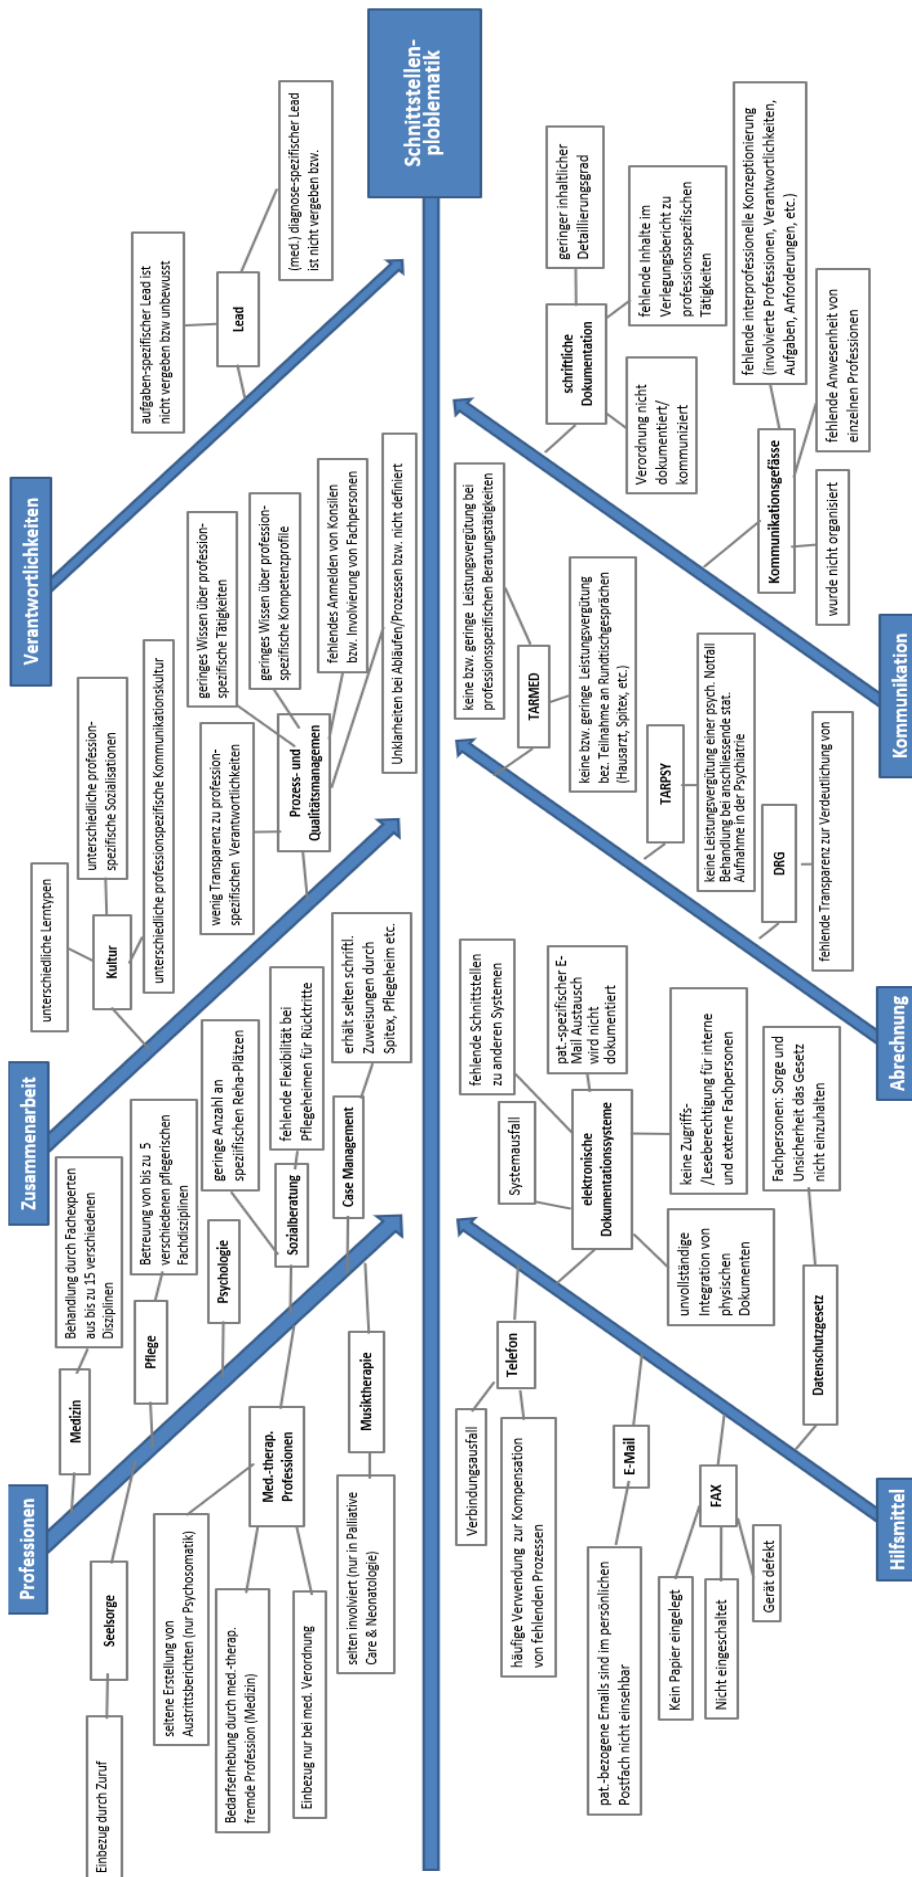 Professionen
Zusammenarbeit
Verantwortlichkeiten
Schnittstellen-
ploblematik
Seelsorge
Einbezug durch Zuruf
Medizin
Behandlung durch Fachexperten
aus bis zu 15 verschiedenen
Disziplinen
Pflege
Betreuung von bis zu 5
verschiedenen pflegerischen
Fachdisziplinen
Psychologie
Med.-therap.
Professionen
seltene Erstellung von
Austrittsberichten (nur Psychosomatik)
Bedarfserhebung durch med.-therap.
fremde Profession (Medizin)
Einbezug nur bei med. Verordnung
Sozialberatung
geringe Anzahl an
speziifischen Reha-Plätzen
fehlende Flexibilität bei
Pflegeheimen für Rücktritte
Musiktherapie
selten involviert (nur in Palliative
Care & Neonatologie)
Case Management
erhält selten schriftl.
Zuweisungen durch
Spitex, Pflegeheim etc.
Kultur
unterschiedliche Lerntypen
unterschiedliche profession-
spezifische Sozialisationen
unterschiedliche professionspezifische Kommunikationskultur
Prozess- und
Qualitätsmanagemen
wenig Transparenz zu profession-
spezifischen Verantwortlichkeiten
geringes Wissen über profession-
spezifische Tätigkeiten
geringes Wissen über profession-
spezifische Kompetenzprofile
fehlendes Anmelden von Konsilen
bzw. Involvierung von Fachpersonen
Unklarheiten bei Abläufen/Prozessen bzw. nicht definiert
Lead
aufgaben-spezifischer Lead ist
nicht vergeben bzw unbewusst
(med.) diagnose-spezifischer Lead
ist nicht vergeben bzw.
Telefon
Verbindungsausfall
häufige Verwendung zur Kompensation
von fehlenden Prozessen
E-Mail
pat.-bezogene Emails sind im persönlichen
Postfach nicht einsehbar
FAX
Kein Papier eingelegt
Nicht eingeschaltet
Gerät defekt
elektronische
Dokumentationssysteme
Systemausfall
fehlende Schnittstellen
zu anderen Systemen
pat.-spezifischer E-
Mail Austausch
wird nicht
dokumentiert
keine Zugriffs-
/Leseberechtigung für interne
und externe Fachpersonen
unvollständige
Integration von
physischen
Dokumenten
Datenschutzgesetz
Fachpersonen: Sorge und
Unsicherheit das Gesetz
nicht einzuhalten
TARMED
keine bzw. geringe Leistungsvergütung bei
professionsspezifischen Beratungstätigkeiten
keine bzw. geringe Leistungsvergütung
bez. Teilnahme an Rundtischgesprächen
(Hausarzt, Spitex, etc.)
TARPSY
keine Leistungsvergütung einer psych. Notfall
Behandlung bei anschliessende stat.
Aufnahme in der Psychiatrie
DRG
fehlende Transparenz zur Verdeutlichung von
schriftliche
Dokumentation
geringer inhaltlicher
Detaillierungsgrad
fehlende Inhalte im
Verlegungsbericht zu
professionsspezifischen
Tätigkeiten
Verordnung nicht
dokumentiert/
kommuniziert
Kommunikationsgefässe
fehlende interprofessionelle Konzeptionierung
(involvierte Professionen, Verantwortlichkeiten,
Aufgaben, Anforderungen, etc.)
fehlende Anwesenheit von
einzelnen Professionen
wurde nicht organisiert
Hilfsmittel
Abrechnung
Kommunikation